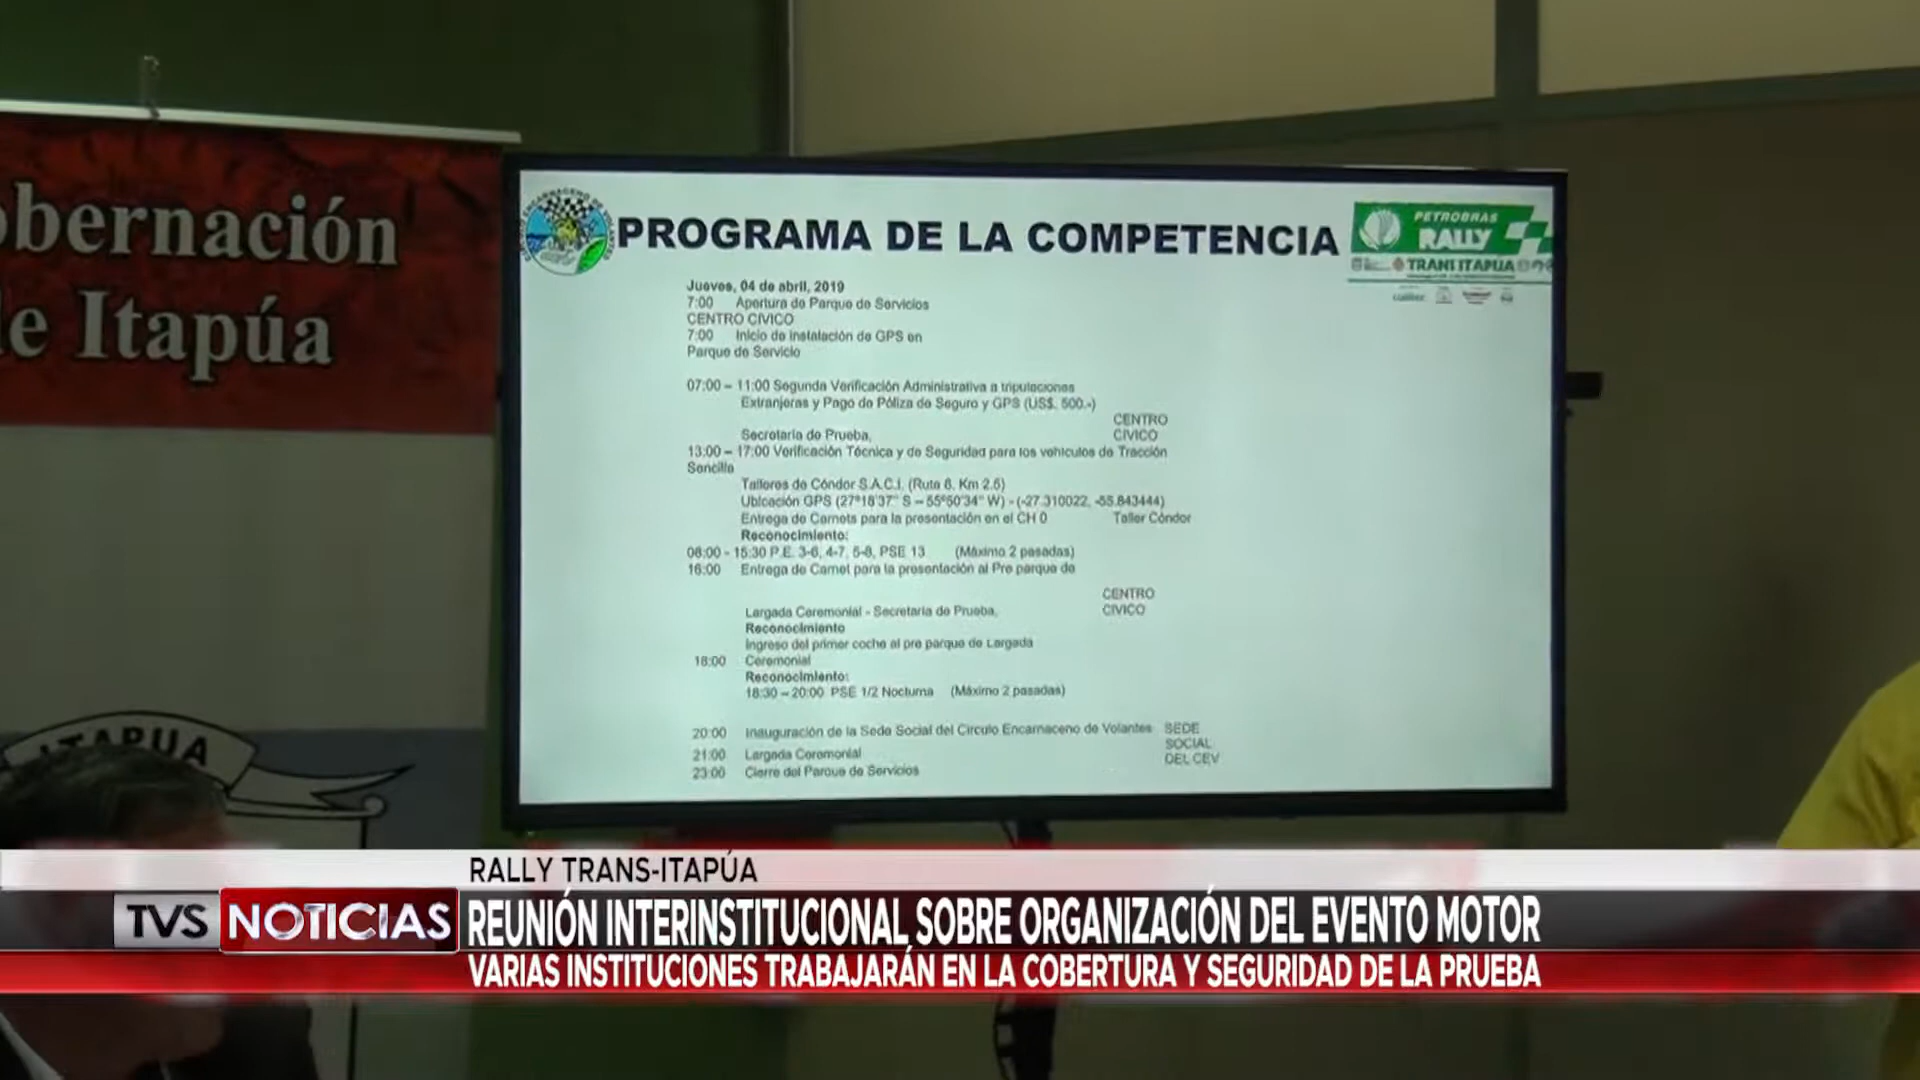 obernación
e Itapúa
ITAPUA
PROGRAMA DE LA COMPETENCIA
PETROBRAS
RALLY
TRANS ITAPÚA
Jueves, 04 de abril, 2019
7:00 Apertura de Parque de Servicios
CENTRO CIVICO
7:00 Inicio de instalación de GPS en
Parque de Servicio
07:00 – 11:00 Segunda Verificación Administrativa a tripulaciones
Extranjeras y Pago de Póliza de Seguro y GPS (US$. 500.-)
CENTRO
CIVICO
Secretaría de Prueba,
13:00 – 17:00 Verificación Técnica y de Seguridad para los vehículos de Tracción
Sencilla
Talleres de Cóndor S.A.C.I. (Ruta 6, Km 2.5)
Ubicación GPS (27°18'37" S – 55°50'34" W) - (-27.310022, -55.843444)
Entrega de Carnets para la presentación en el CH 0 Taller Cóndor
Reconocimiento:
08:00 - 15:30 P.E. 3-6, 4-7, 5-8, PSE 13 (Máximo 2 pasadas)
16:00 Entrega de Carnet para la presentación al Pre parque de
CENTRO
CIVICO
Largada Ceremonial - Secretaría de Prueba,
Reconocimiento
Ingreso del primer coche al pre parque de Largada
18:00 Ceremonial
Reconocimiento:
18:30 – 20:00 PSE 1/2 Nocturna (Máximo 2 pasadas)
20:00 Inauguración de la Sede Social del Circulo Encarnaceno de Volantes SEDE
SOCIAL
DEL CEV
21:00 Largada Ceremonial
23:00 Cierre del Parque de Servicios
RALLY TRANS-ITAPÚA
TVS NOTICIAS
REUNIÓN INTERINSTITUCIONAL SOBRE ORGANIZACIÓN DEL EVENTO MOTOR
VARIAS INSTITUCIONES TRABAJARÁN EN LA COBERTURA Y SEGURIDAD DE LA PRUEBA